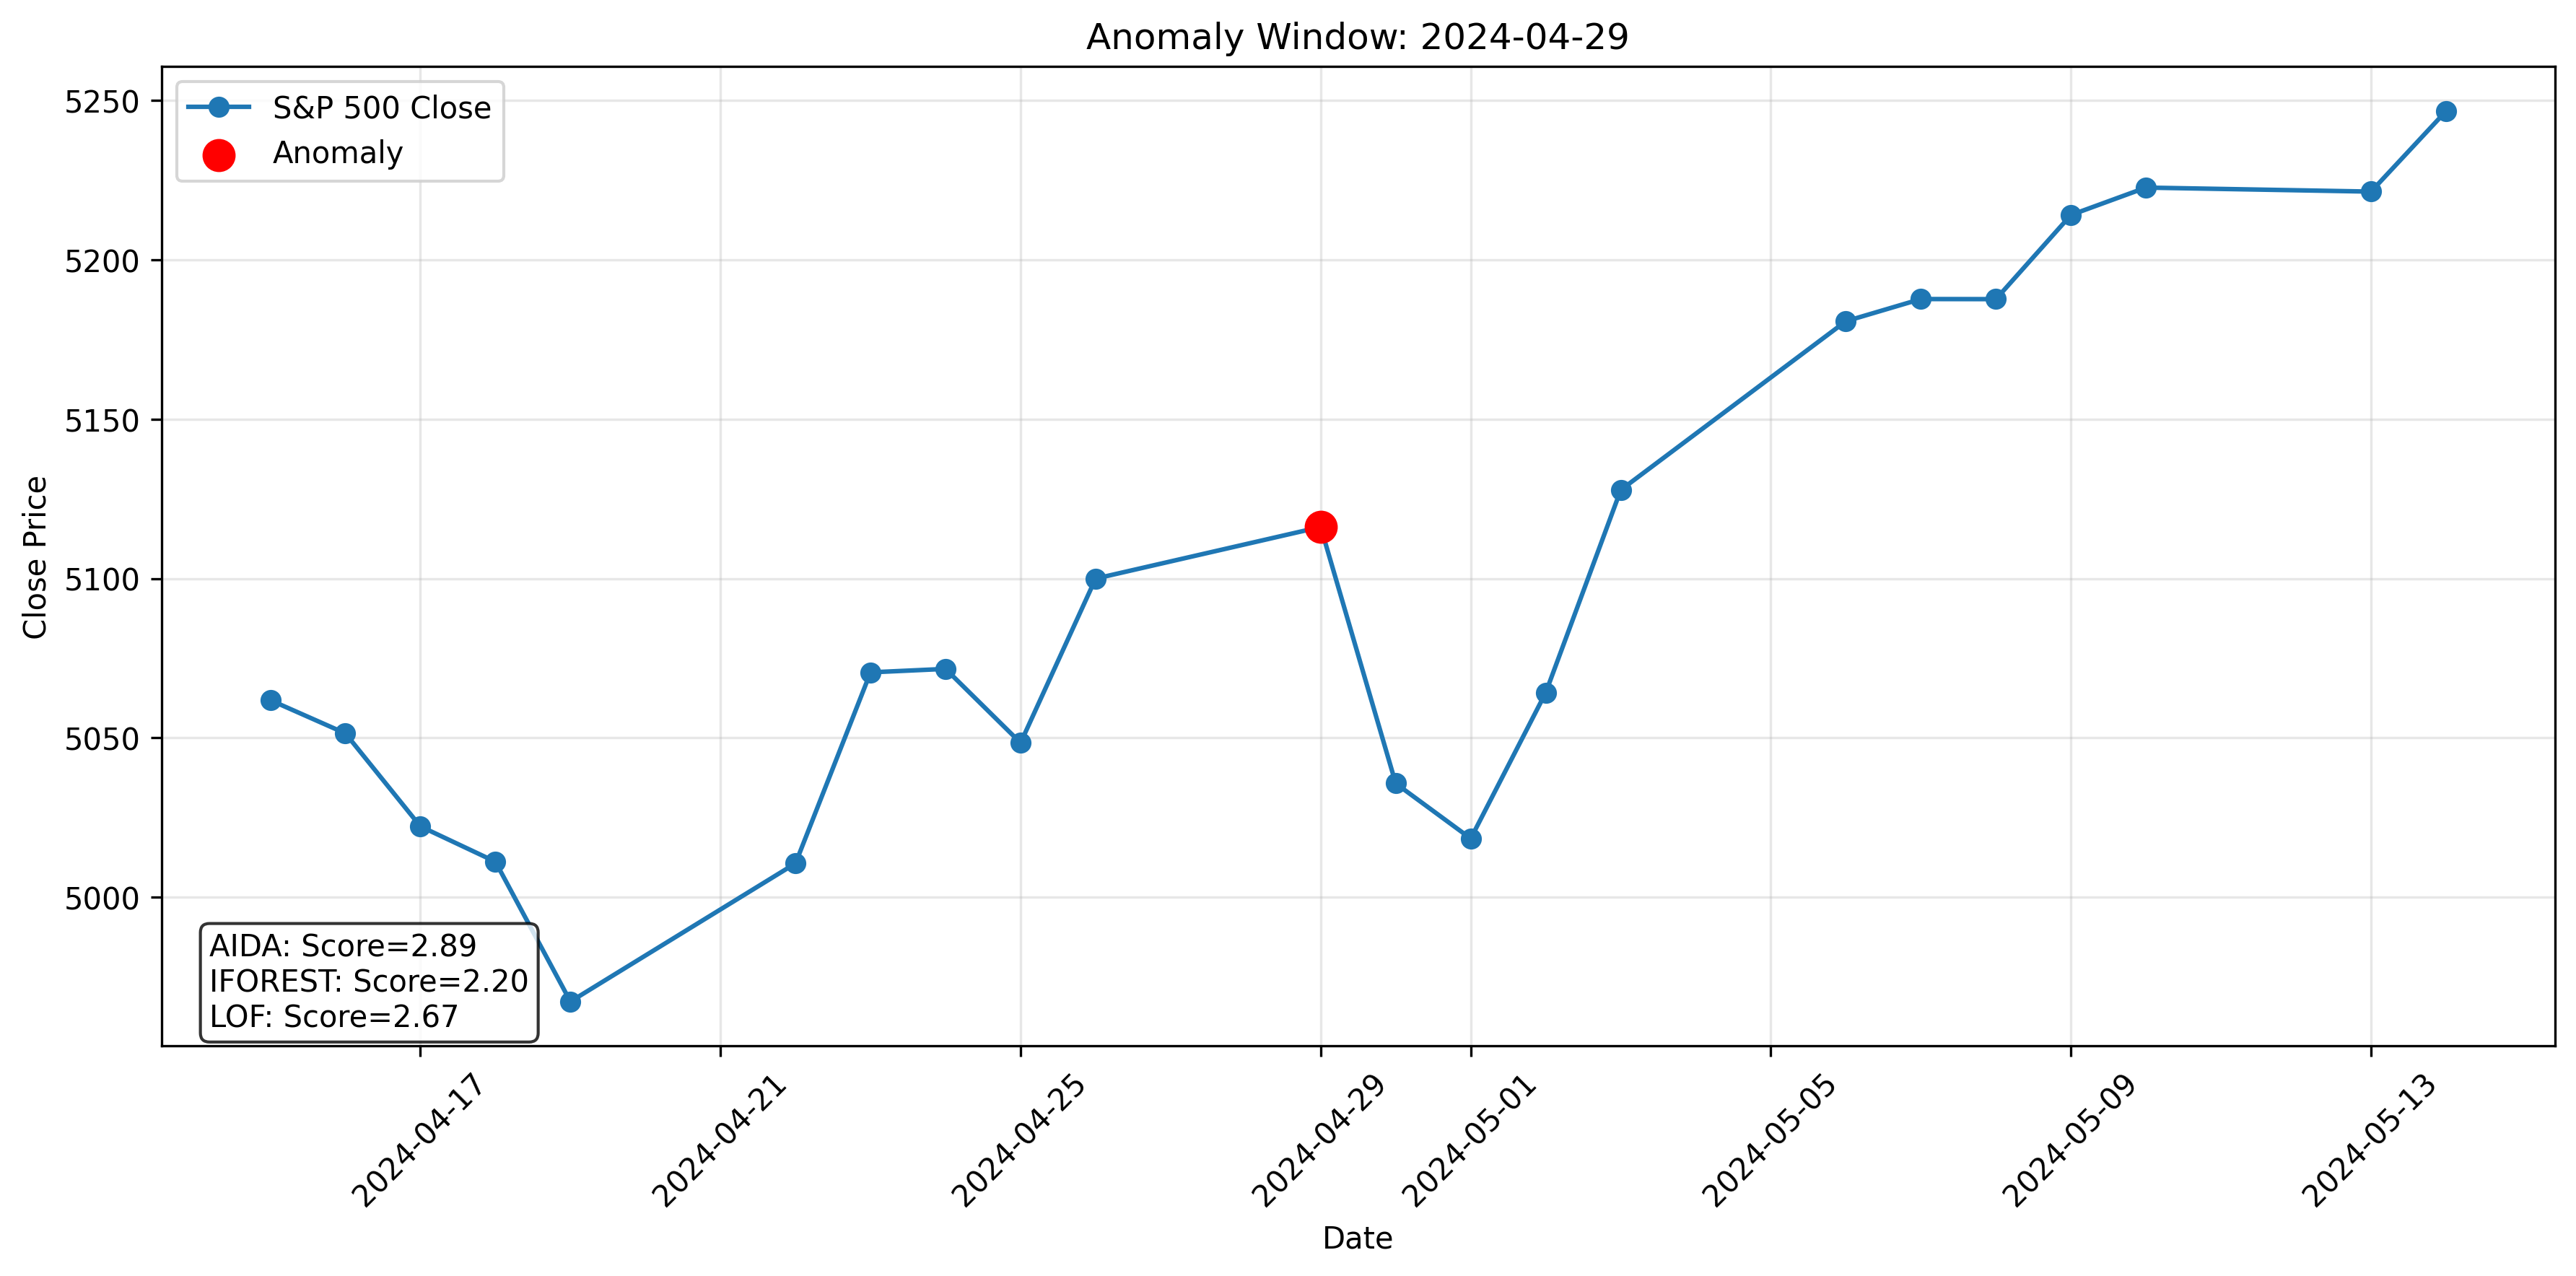 Anomaly Window: 2024-04-29
S&P 500 Close
Anomaly
5250
5200
5150
5100
5050
5000
Close Price
AIDA: Score=2.89
IFOREST: Score=2.20
LOF: Score=2.67
2024-04-17
2024-04-21
2024-04-25
2024-04-29
2024-05-01
2024-05-05
2024-05-09
2024-05-13
Date